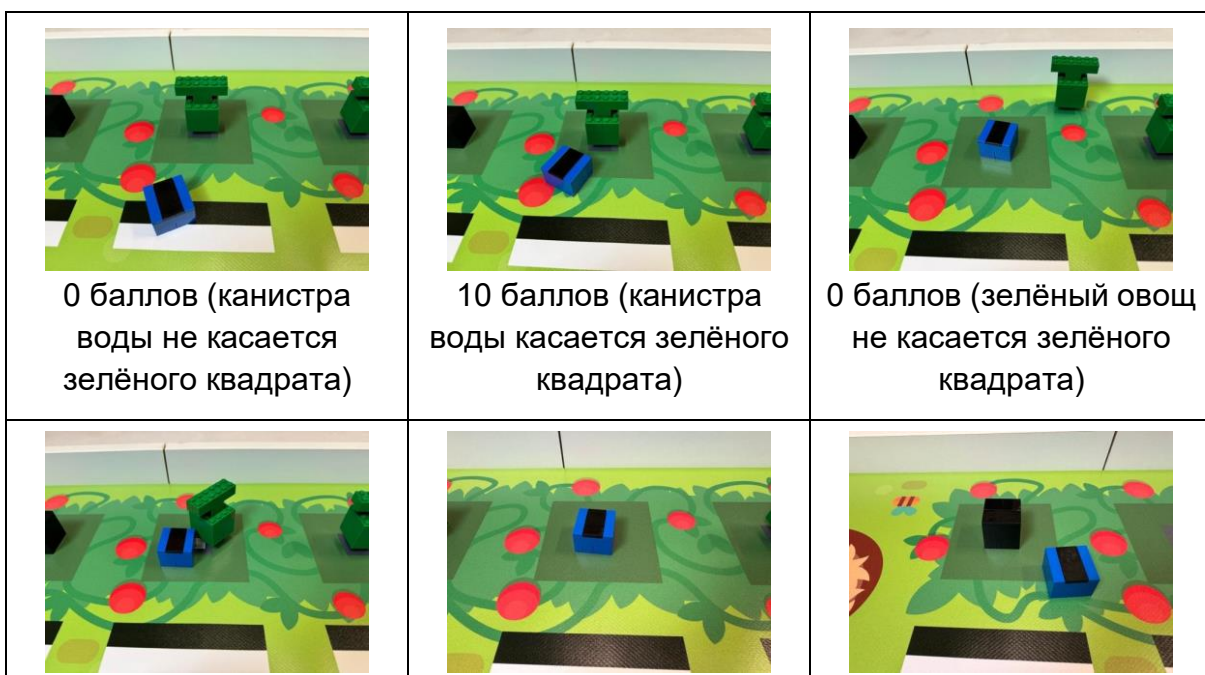 0 баллов (канистра
воды не касается
зелёного квадрата)
10 баллов (канистра
воды касается зелёного
квадрата)
0 баллов (зелёный овощ
не касается зелёного
квадрата)